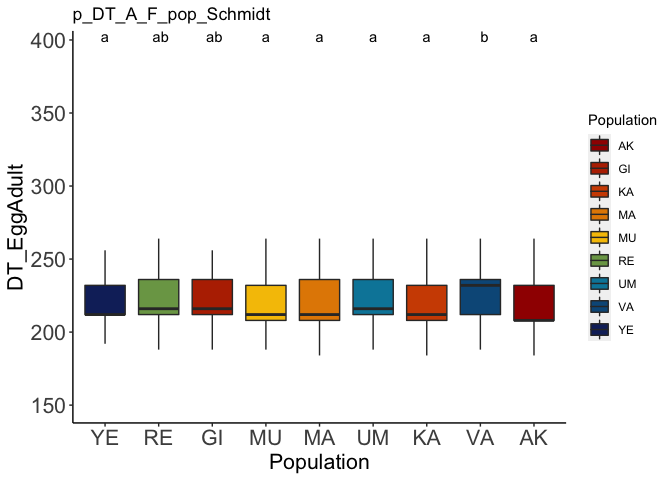 p_DT_A_F_pop_Schmidt
a ab ab a a a a b a
400
350
300
250
200
150
DT_EggAdult
YE RE GI MU MA UM KA VA AK
Population
Population
AK
GI
KA
MA
MU
RE
UM
VA
YE